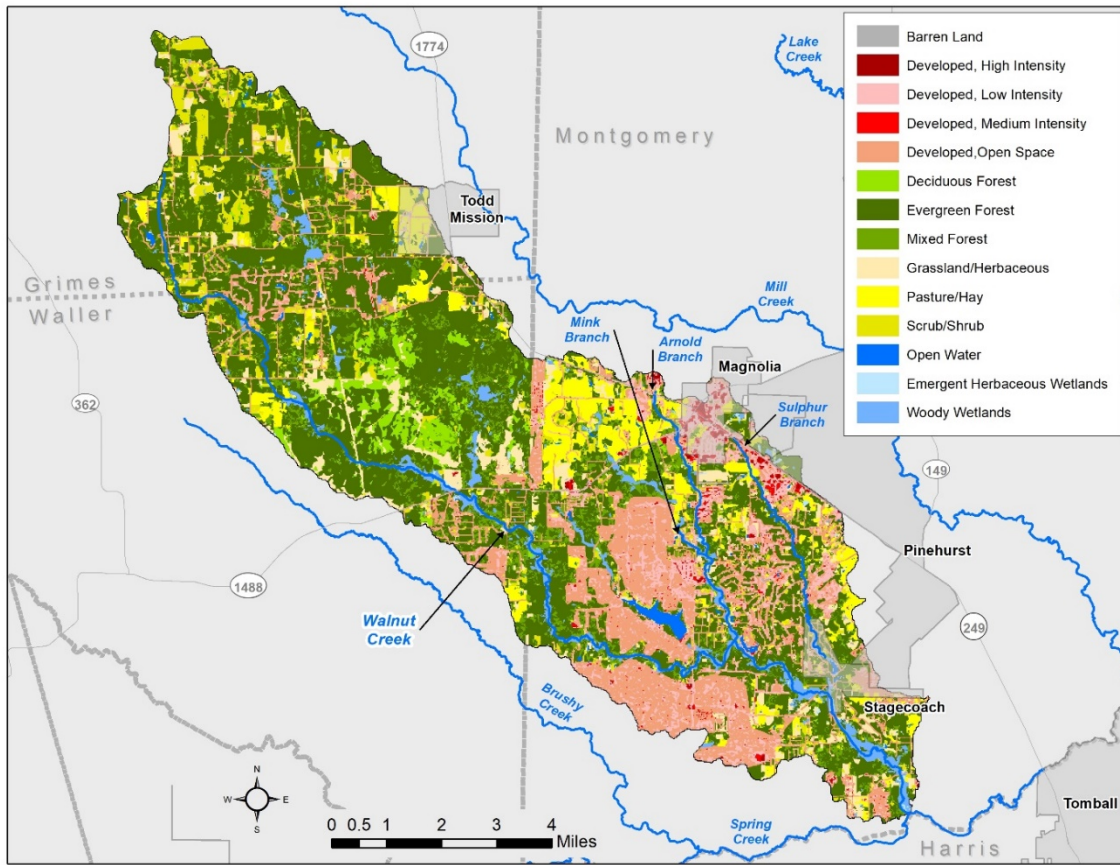 1774
Lake
Creek
Montgomery
Todd
Mission
Grimes
Waller
Mill
Creek
Mink
Branch
Arnold
Branch
Magnolia
Sulphur
Branch
362
149
1488
Pinehurst
Walnut
Creek
249
Brushy
Creek
Stagecoach
Tomball
Spring
Creek
Harris
N
W
E
S
0 0.5 1 2 3 4
Miles
Barren Land
Developed, High Intensity
Developed, Low Intensity
Developed, Medium Intensity
Developed,Open Space
Deciduous Forest
Evergreen Forest
Mixed Forest
Grassland/Herbaceous
Pasture/Hay
Scrub/Shrub
Open Water
Emergent Herbaceous Wetlands
Woody Wetlands